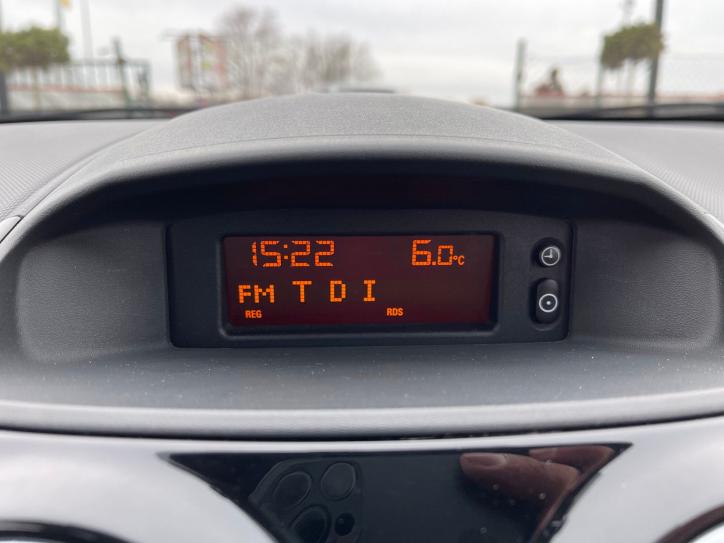 15:22 6.0°C
FM T D I
REG RDS